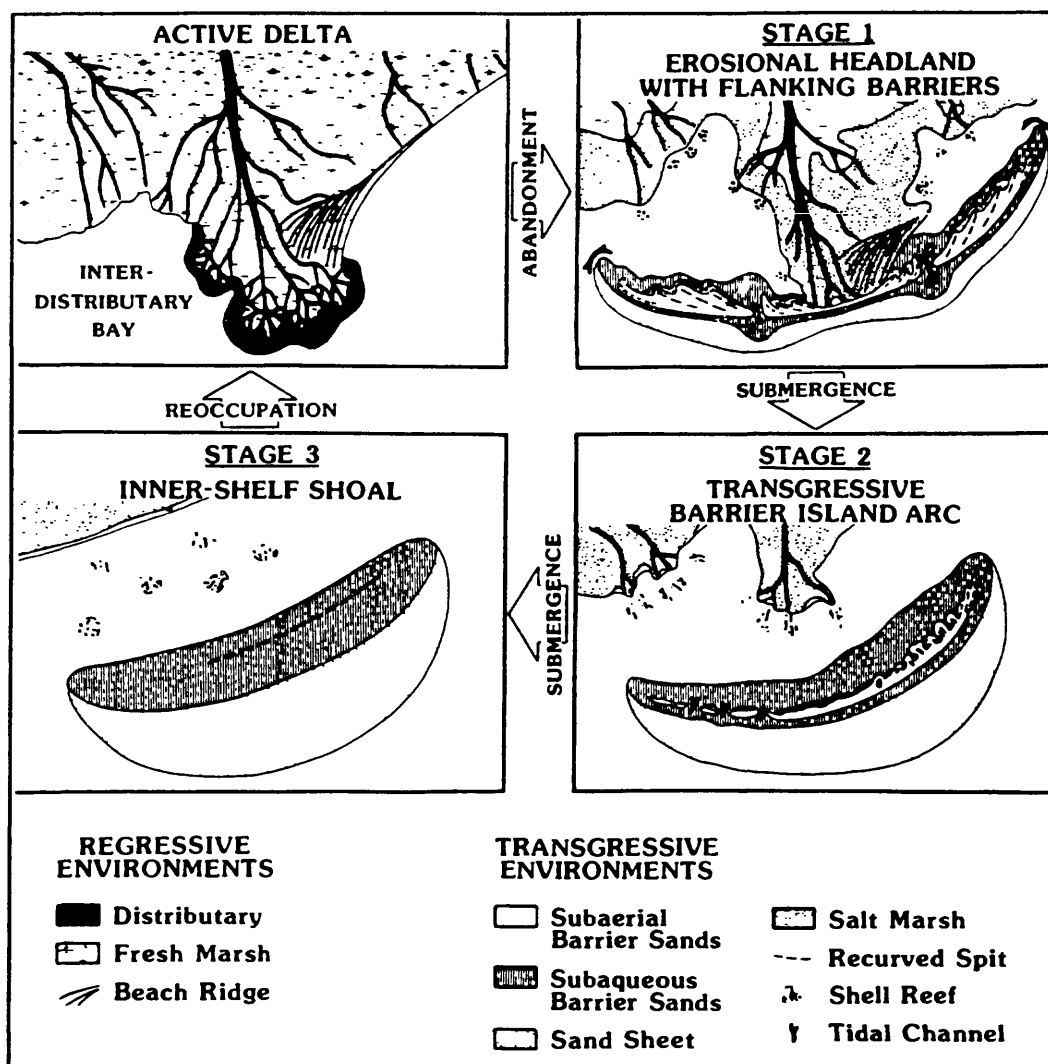 ACTIVE DELTA
INTER-
DISTRIBUTARY
BAY
ABANDONMENT
STAGE 1
EROSIONAL HEADLAND
WITH FLANKING BARRIERS
REOCCUPATION
SUBMERGENCE
STAGE 3
INNER-SHELF SHOAL
SUBMERGENCE
STAGE 2
TRANSGRESSIVE
BARRIER ISLAND ARC
REGRESSIVE
ENVIRONMENTS
Distributary
Fresh Marsh
Beach Ridge
TRANSGRESSIVE
ENVIRONMENTS
Subaerial
Barrier Sands
Subaqueous
Barrier Sands
Sand Sheet
Salt Marsh
Recurved Spit
Shell Reef
Tidal Channel